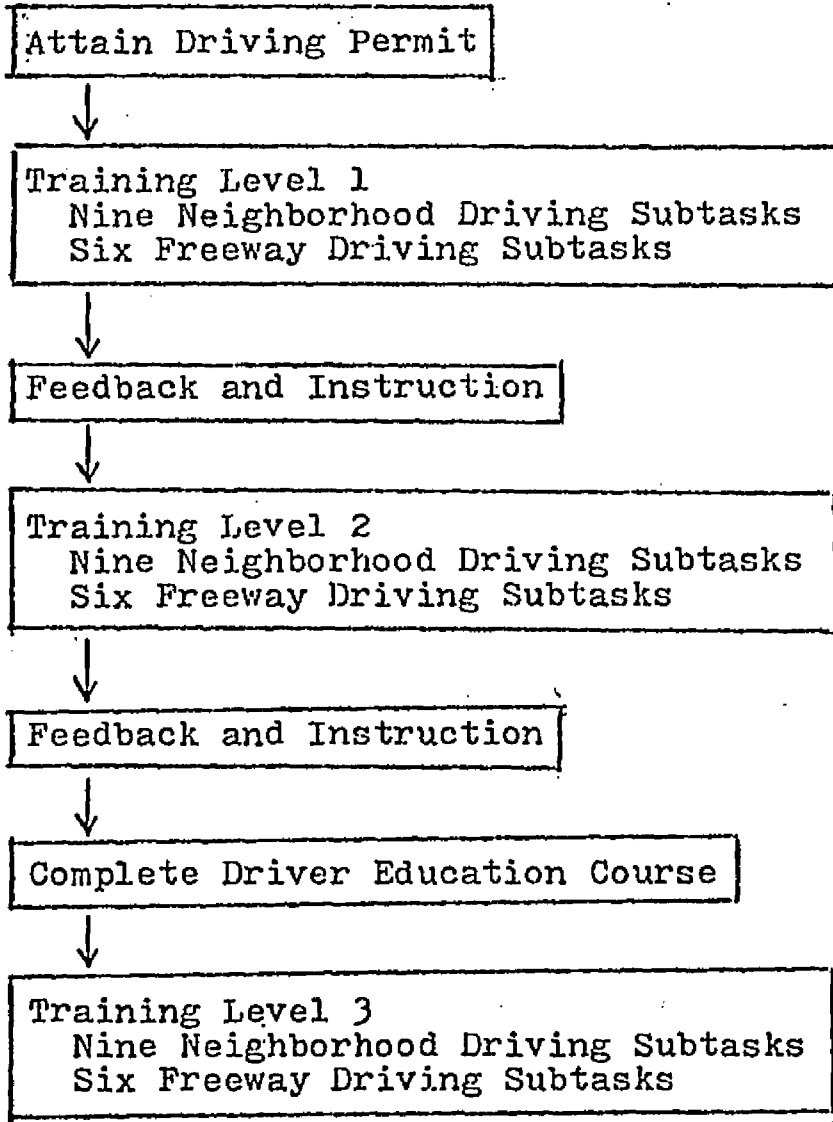 Attain Driving Permit
Training Level 1
Nine Neighborhood Driving Subtasks
Six Freeway Driving Subtasks
Feedback and Instruction
Training Level 2
Nine Neighborhood Driving Subtasks
Six Freeway Driving Subtasks
Feedback and Instruction
Complete Driver Education Course
Training Level 3
Nine Neighborhood Driving Subtasks
Six Freeway Driving Subtasks